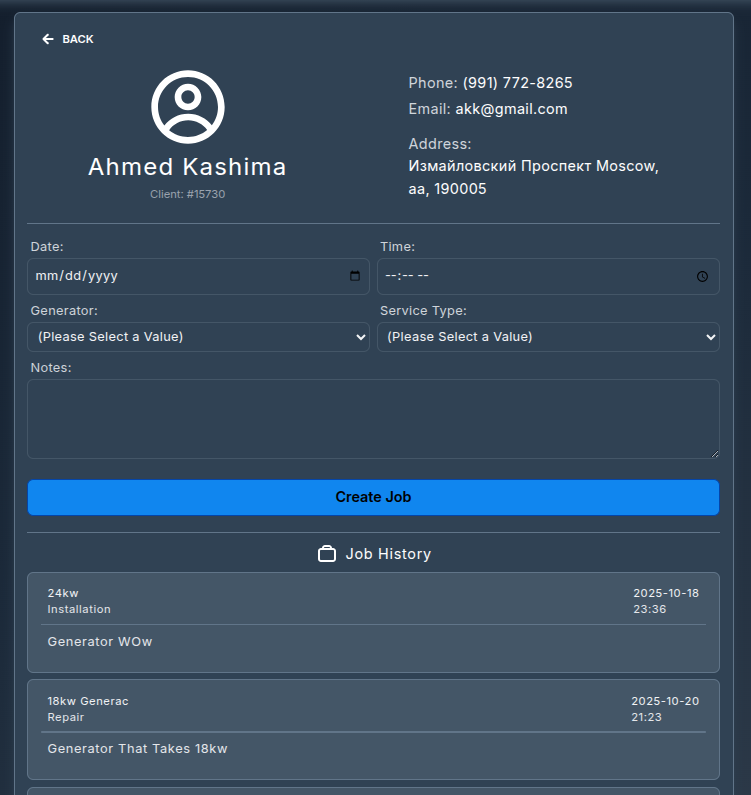 BACK
Ahmed Kashima
Client: #15730
Phone: (991) 772-8265
Email: akk@gmail.com
Address:
Измайловский Проспект Moscow,
aa, 190005
Date:
Time:
mm/dd/yyyy
--:-- --
Generator:
Service Type:
(Please Select a Value)
(Please Select a Value)
Notes:
Create Job
Job History
24kw
2025-10-18
Installation
23:36
Generator WOw
18kw Generac
2025-10-20
Repair
21:23
Generator That Takes 18kw